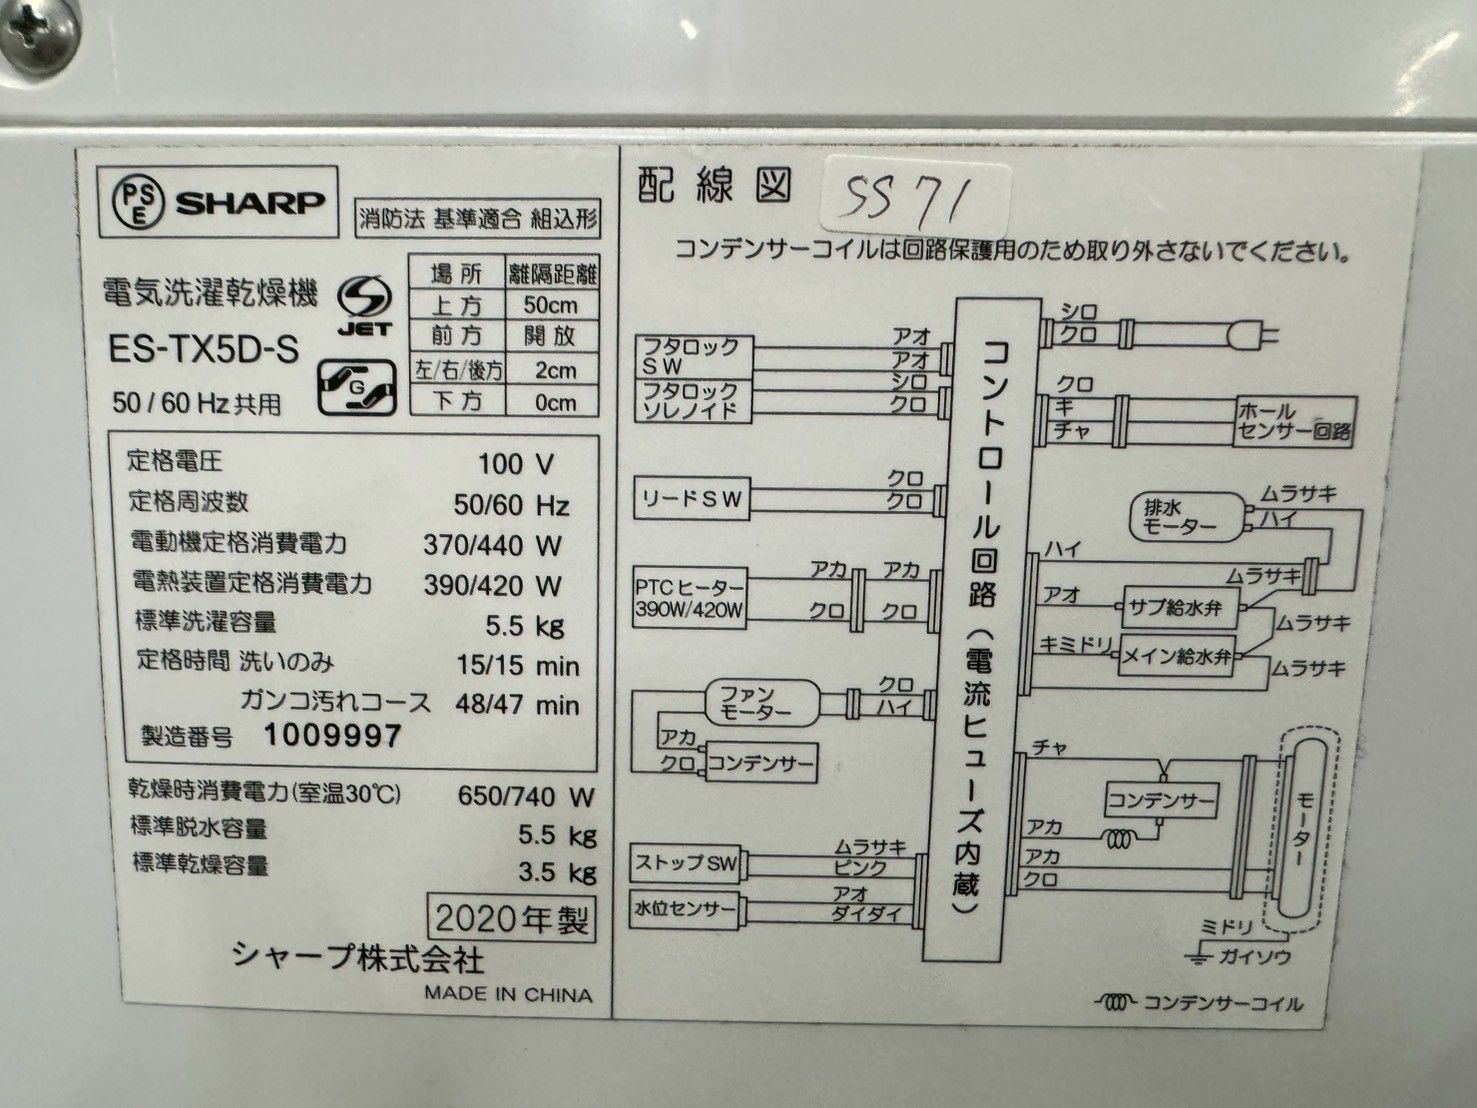 PSE SHARP
消防法 基準適合 組込形
電気洗濯乾燥機
JET
ES-TX5D-S
G
50 / 60 Hz共用
場所 離隔距離
上方 50cm
前方 開放
左/右/後方 2cm
下方 0cm
定格電圧 100 V
定格周波数 50/60 Hz
電動機定格消費電力 370/440 W
電熱装置定格消費電力 390/420 W
標準洗濯容量 5.5 kg
定格時間 洗いのみ 15/15 min
ガンコ汚れコース 48/47 min
製造番号 1009997
乾燥時消費電力(室温30℃) 650/740 W
標準脱水容量 5.5 kg
標準乾燥容量 3.5 kg
2020年製
シャープ株式会社
MADE IN CHINA
配線図
SS71
コンデンサーコイルは回路保護用のため取り外さないでください。
フタロック
SW
アオ
アオ
フタロック
ソレノイド
シロ
クロ
リードSW
クロ
クロ
PTCヒーター
390W/420W
アカ アカ
クロ クロ
ファン
モーター
クロ
ハイ
アカ
クロ
コンデンサー
ストップSW
ムラサキ
ピンク
水位センサー
アオ
ダイダイ
コントロール回路(電流ヒューズ内蔵)
シロ
クロ
クロ
キ
チャ
ホール
センサー回路
排水
モーター
ムラサキ
ハイ
ハイ
ムラサキ
アオ
サブ給水弁
ムラサキ
キミドリ
メイン給水弁
ムラサキ
チャ
コンデンサー
アカ
アカ
クロ
モーター
ミドリ
ガイソウ
コンデンサーコイル